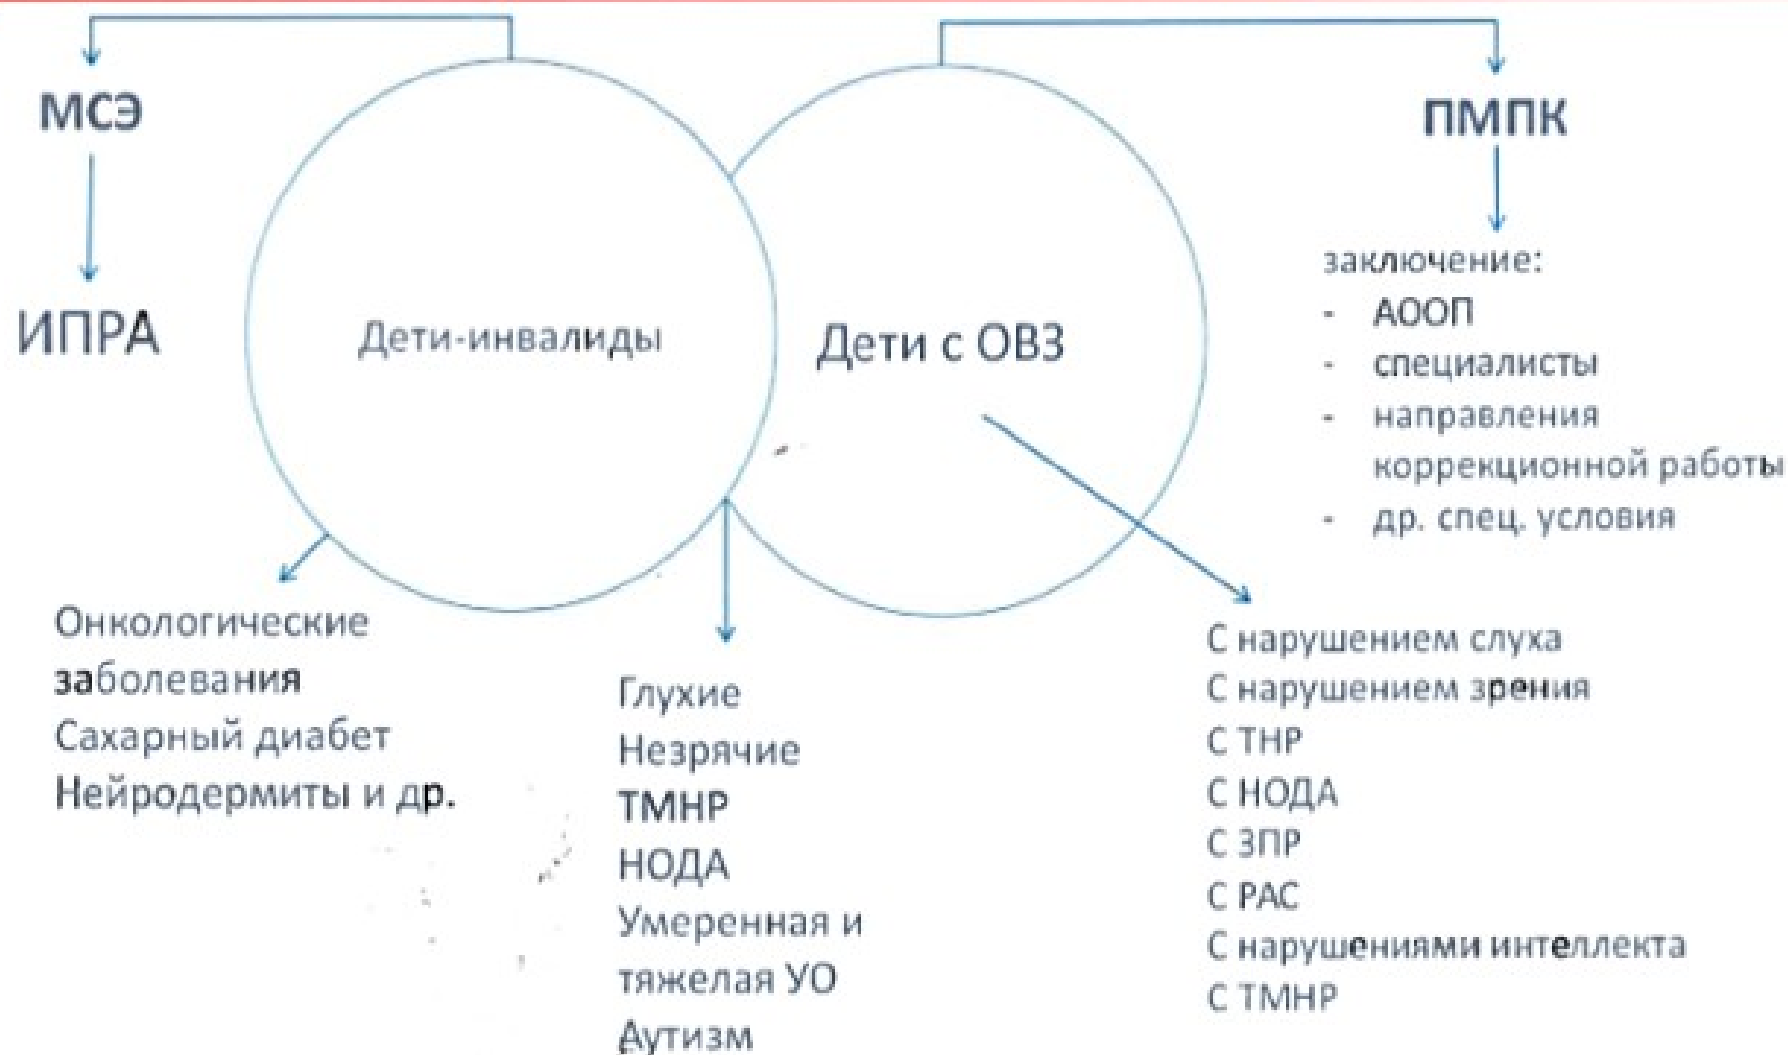 МСЭ
ИПРА
Дети-инвалиды
Дети с ОВЗ
ПМПК
заключение:
- АООП
- специалисты
- направления
коррекционной работы
- др. спец. условия
Онкологические
заболевания
Сахарный диабет
Нейродермиты и др.
Глухие
Незрячие
ТМНР
НОДА
Умеренная и
тяжелая УО
Аутизм
С нарушением слуха
С нарушением зрения
С ТНР
С НОДА
С ЗПР
С РАС
С нарушениями интеллекта
С ТМНР